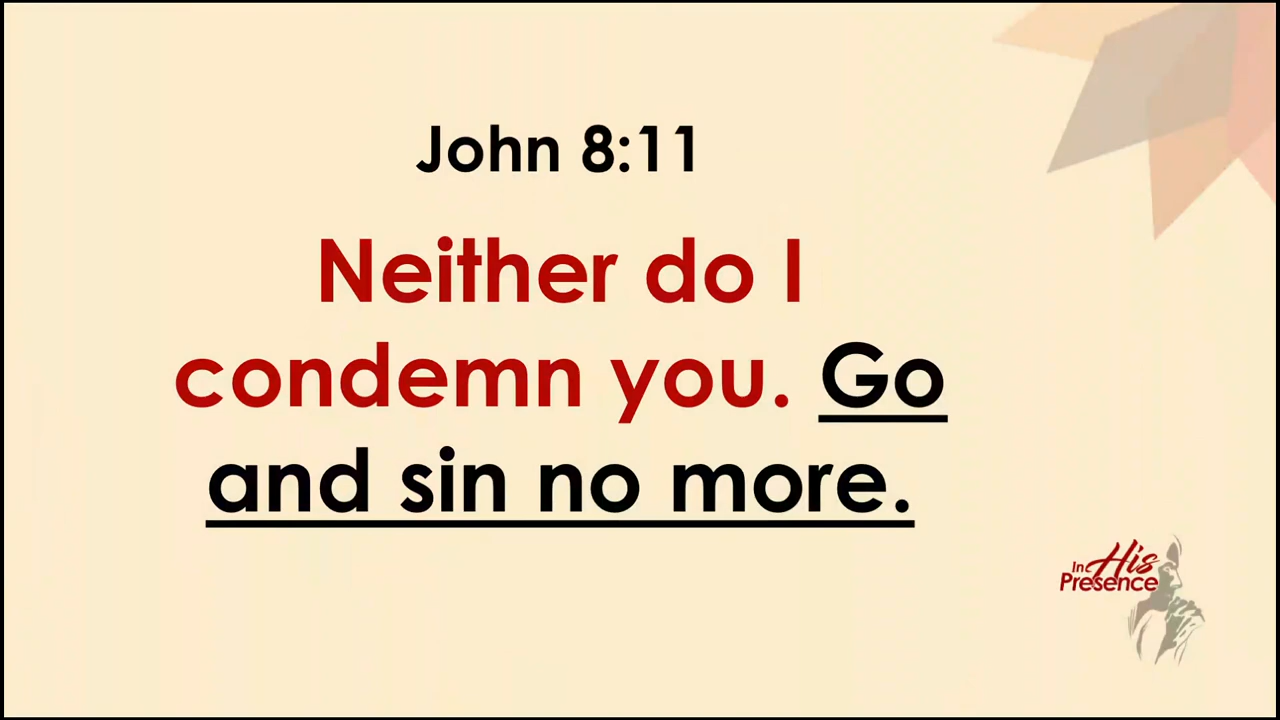 John 8:11
Neither do I
condemn you. Go
and sin no more.
In His
Presence